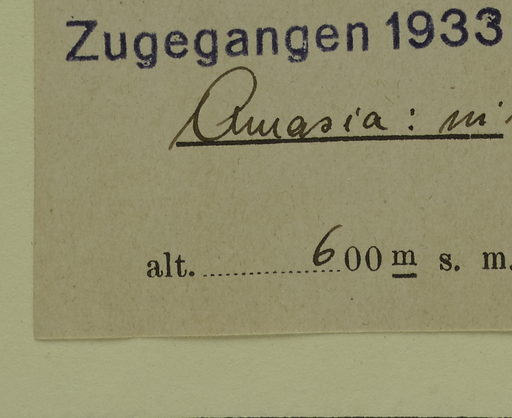 Zugegangen 1933
Amasia:
alt. 600 m s. m.